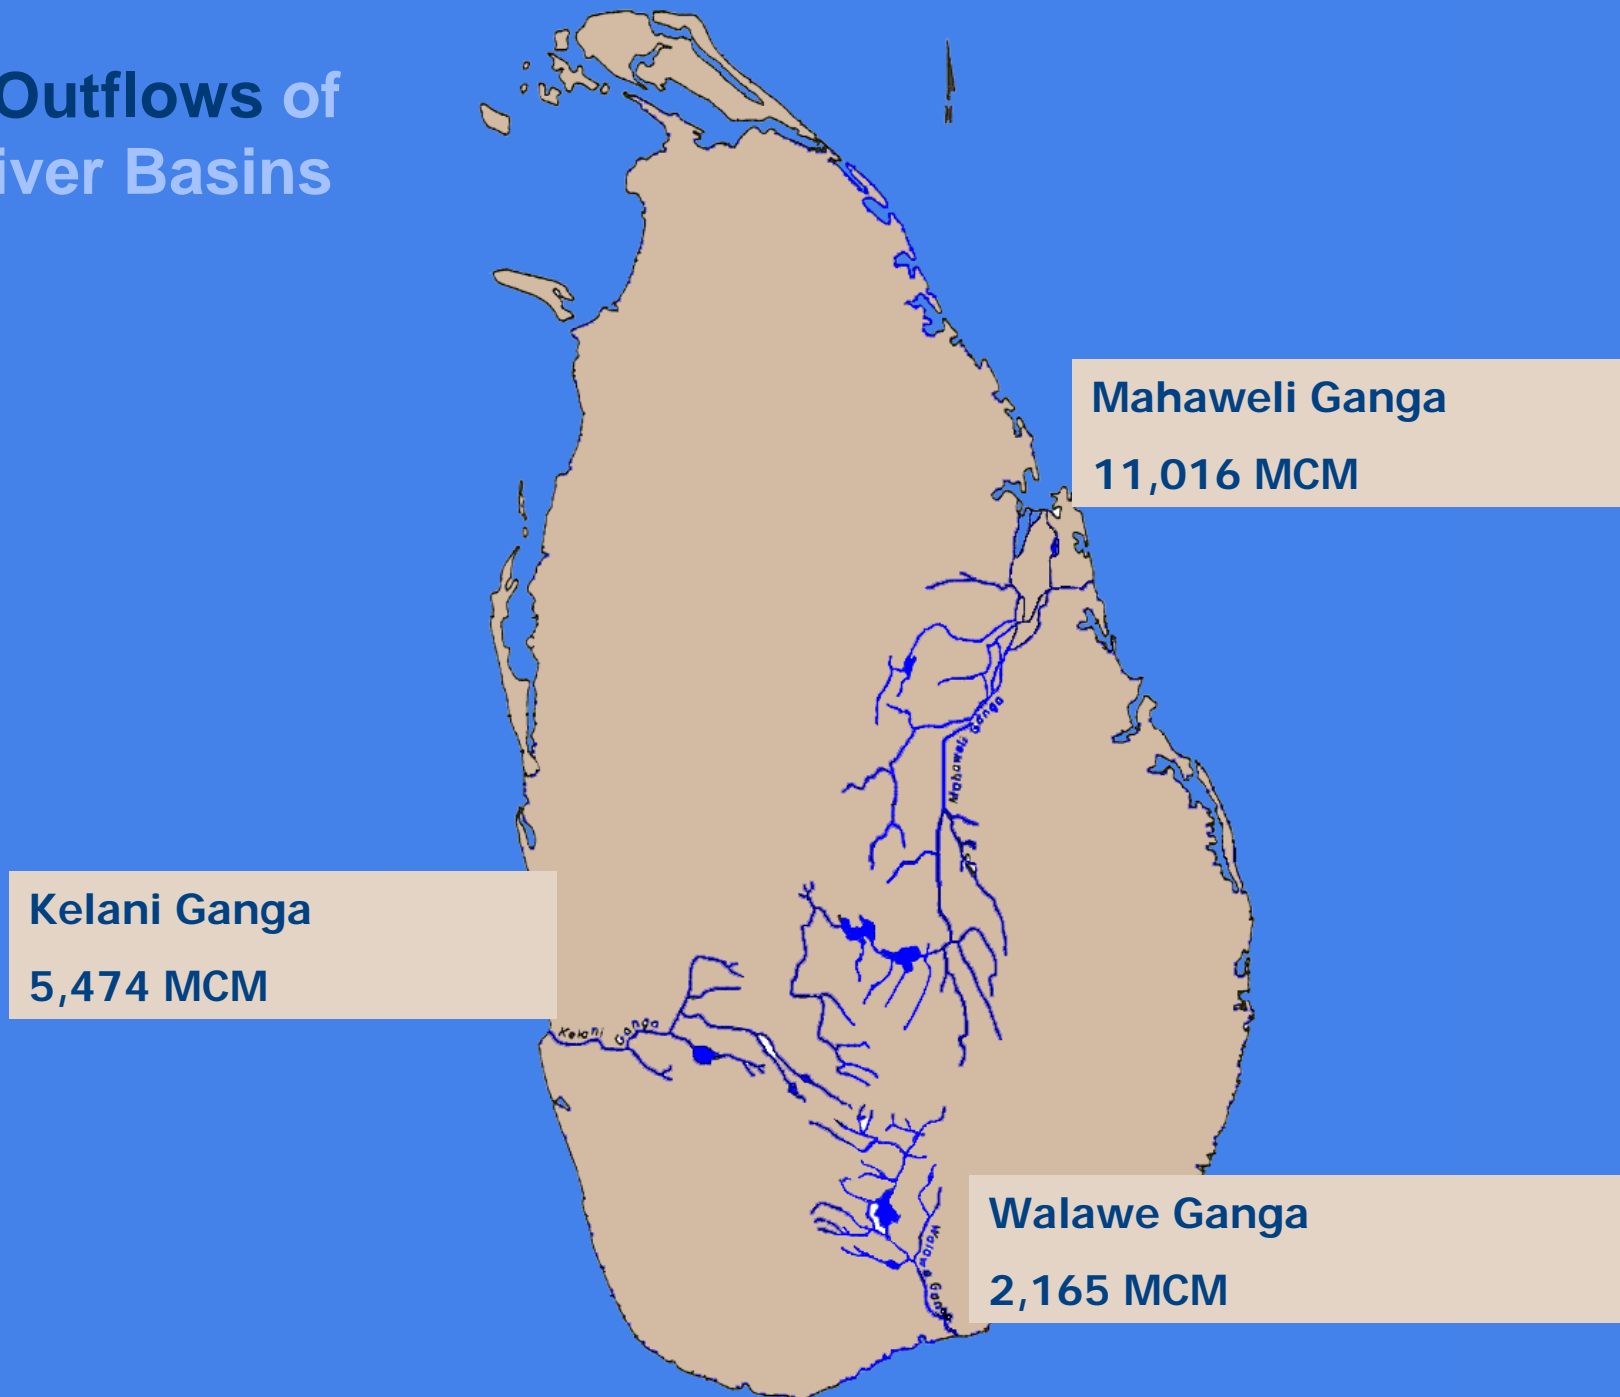 Outflows of
iver Basins
N
Mahaweli Ganga
11,016 MCM
Mahaweli Ganga
Kelani Ganga
5,474 MCM
Kelani Ganga
Walawe Ganga
2,165 MCM
Walawe Ganga